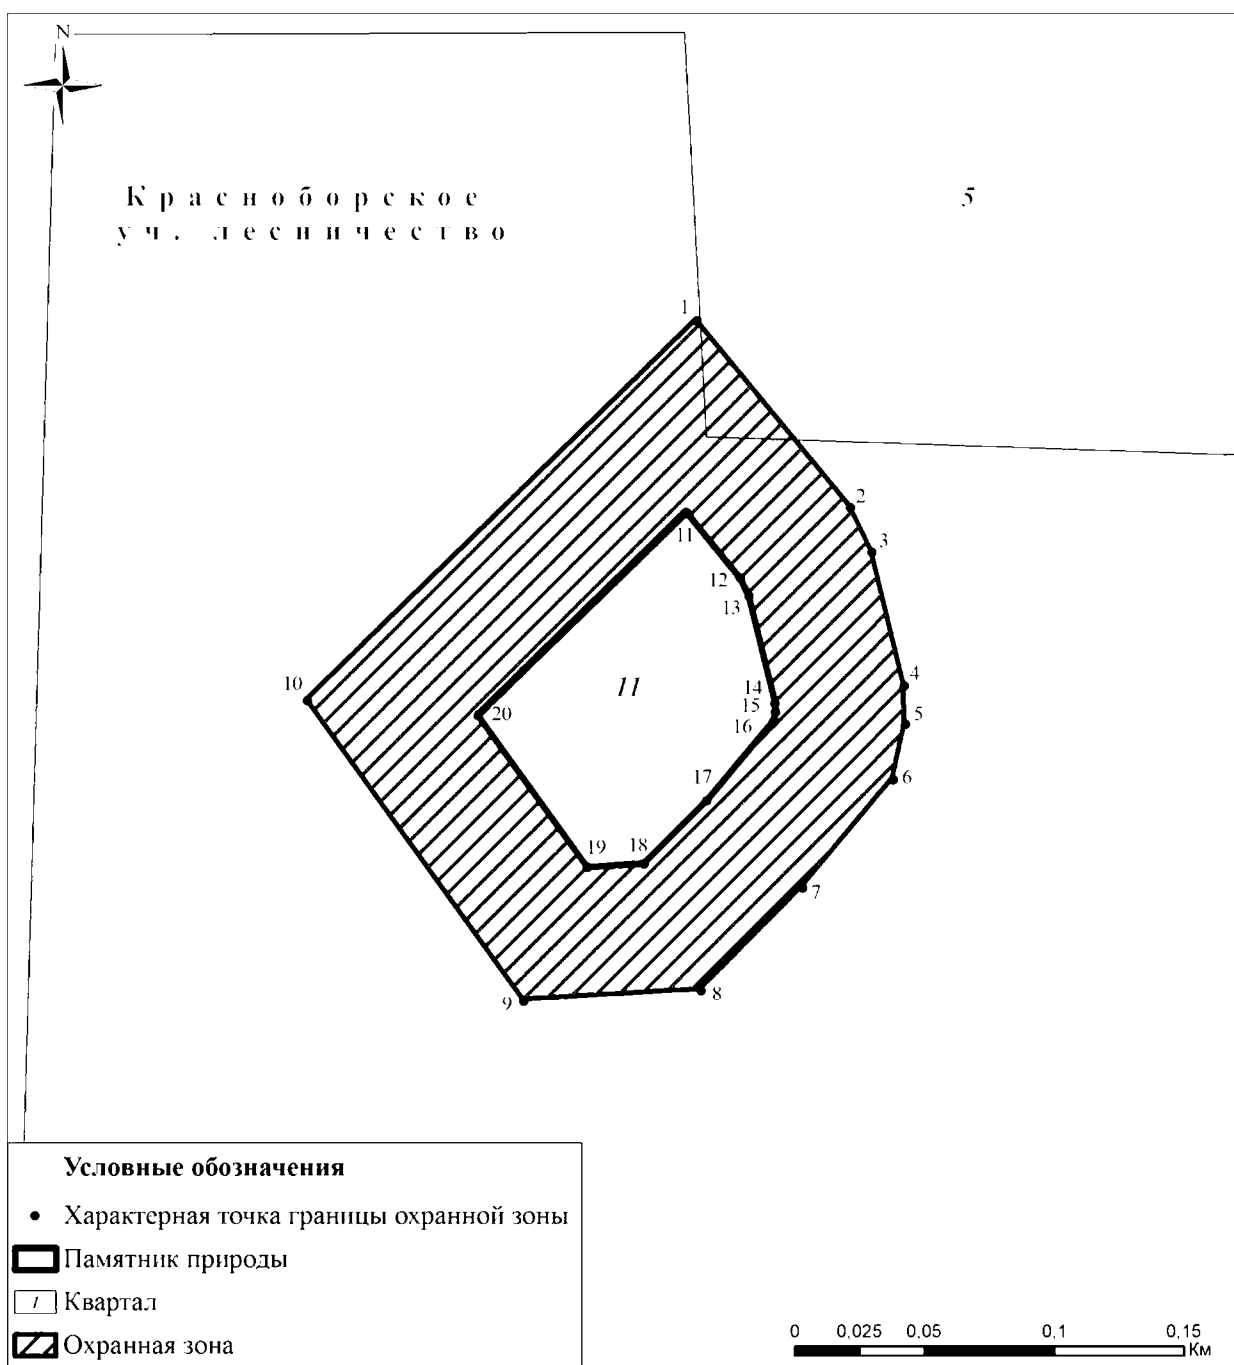 N
Красноборское
уч. лесничество
5
1
2
3
11
12
13
4
14
15
16
5
6
10
20
11
17
18
19
7
8
9
Условные обозначения
Характерная точка границы охранной зоны
Памятник природы
1 Квартал
Охранная зона
0 0,025 0,05 0,1 0,15
Км